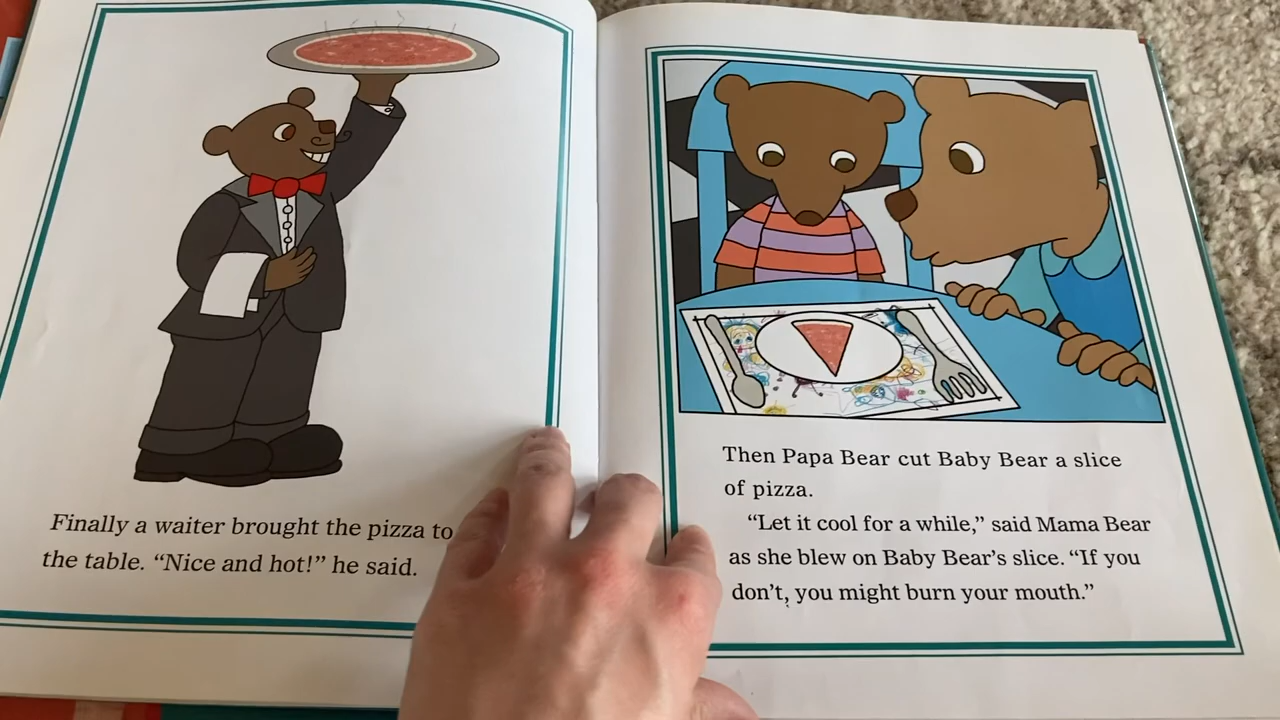 Finally a waiter brought the pizza to
the table. “Nice and hot!” he said.
Then Papa Bear cut Baby Bear a slice
of pizza.
“Let it cool for a while,” said Mama Bear
as she blew on Baby Bear’s slice. “If you
don’t, you might burn your mouth.”